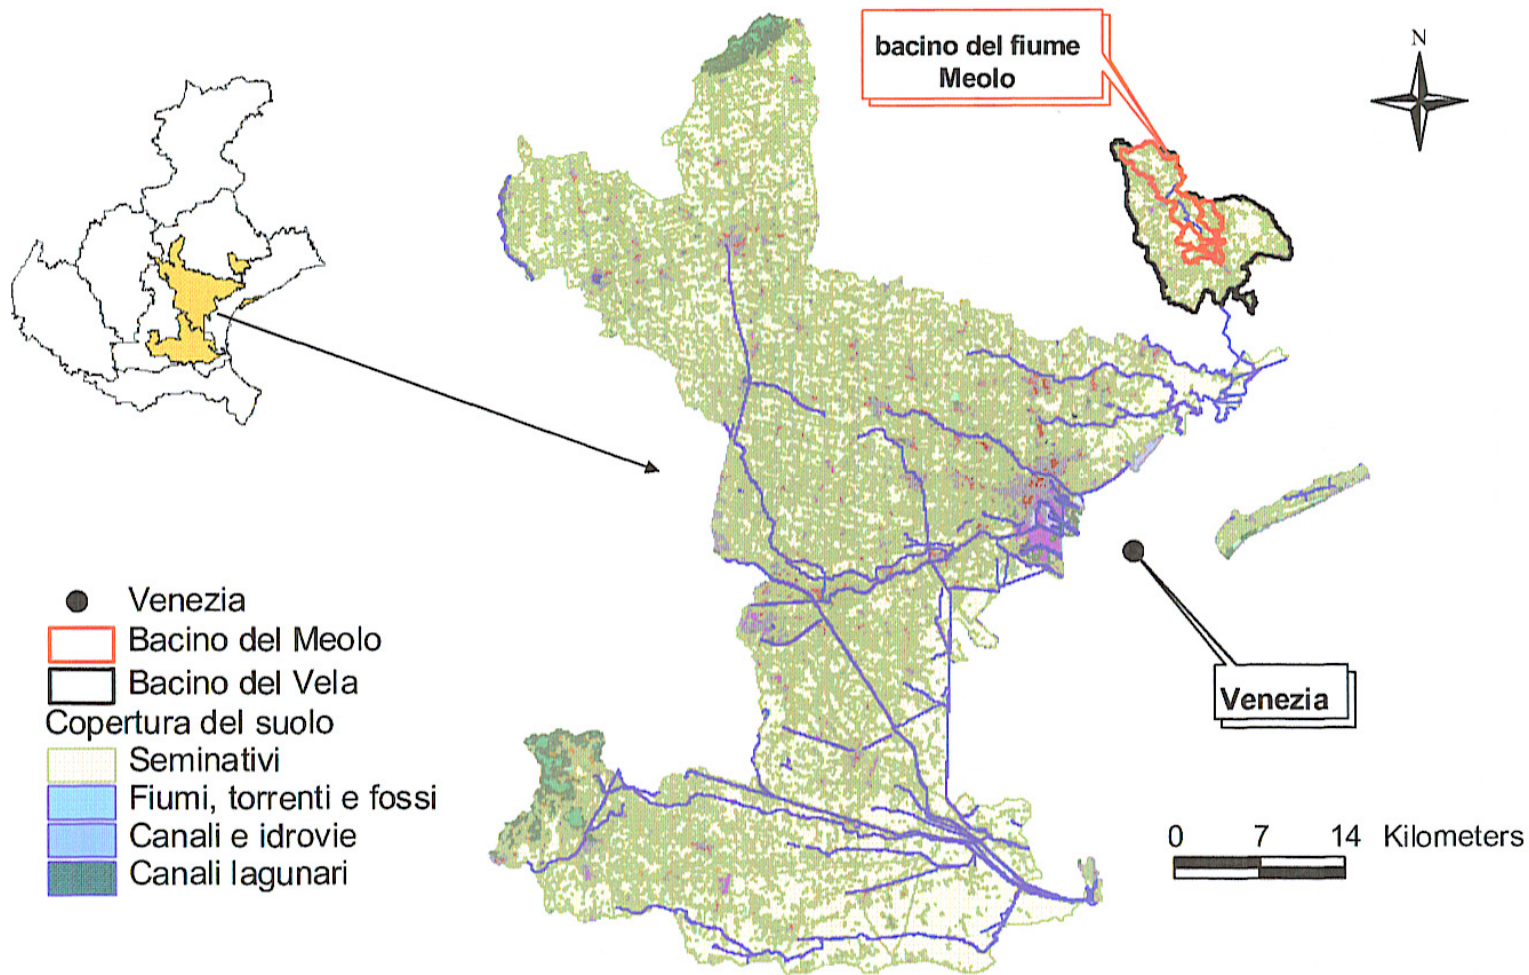 bacino del fiume
Meolo
N
Venezia
Bacino del Meolo
Bacino del Vela
Copertura del suolo
Seminativi
Fiumi, torrenti e fossi
Canali e idrovie
Canali lagunari
Venezia
0 7 14 Kilometers